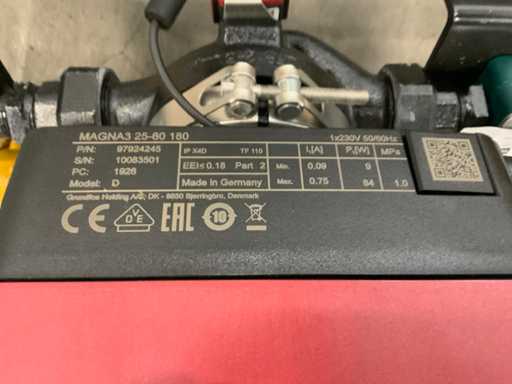 MAGNA3 25-60 180
1x230V 50/60Hz
P/N: 97924245
S/N: 10083501
PC: 1926
Model: D
IP X4D TF 110
EEI≤0.18 Part 2
Made in Germany
I₁[A] P₁[W] MPa
Min. 0.09 9
Max. 0.75 84 1.0
Grundfos Holding A/S, DK - 8850 Bjerringbro, Denmark
CE VDE EAC 10